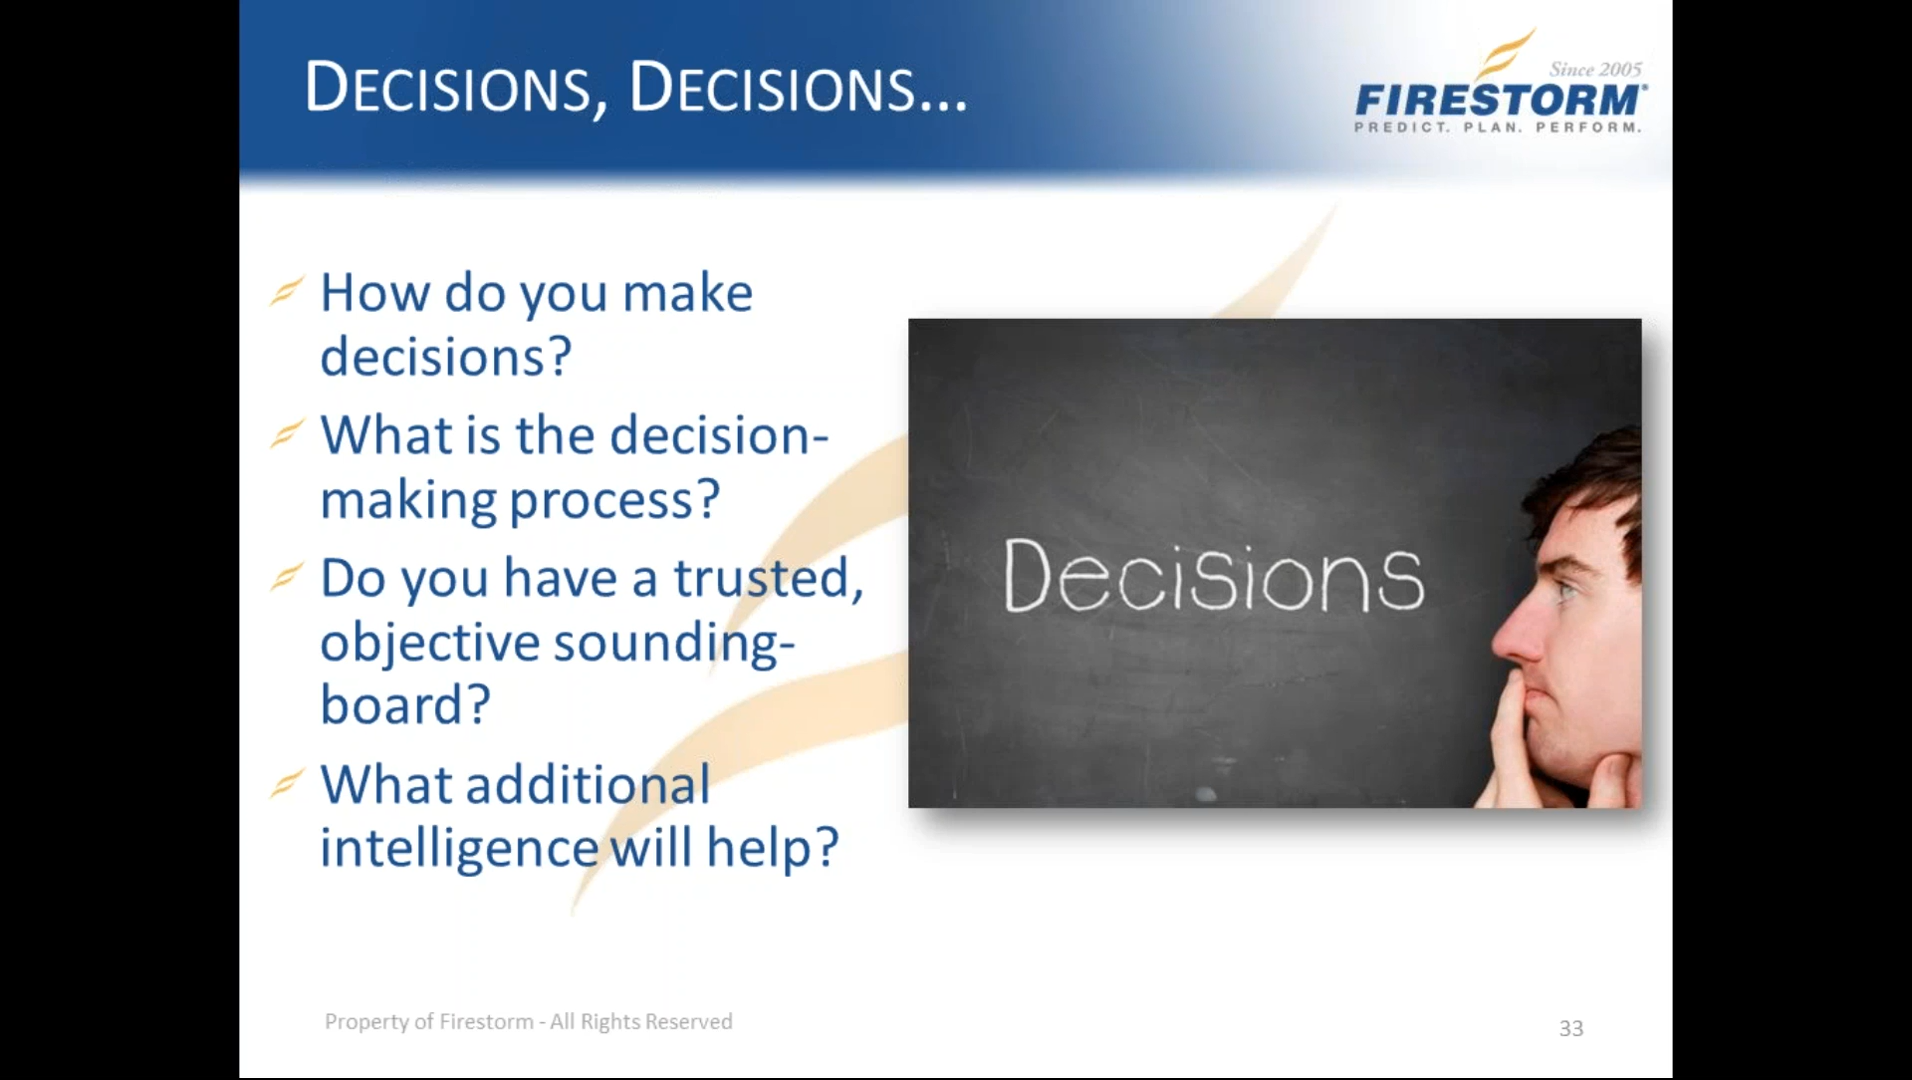 DECISIONS, DECISIONS...
Since 2005
FIRESTORM®
PREDICT. PLAN. PERFORM.
How do you make
decisions?
What is the decision-
making process?
Do you have a trusted,
objective sounding-
board?
What additional
intelligence will help?
Decisions
Property of Firestorm - All Rights Reserved
33